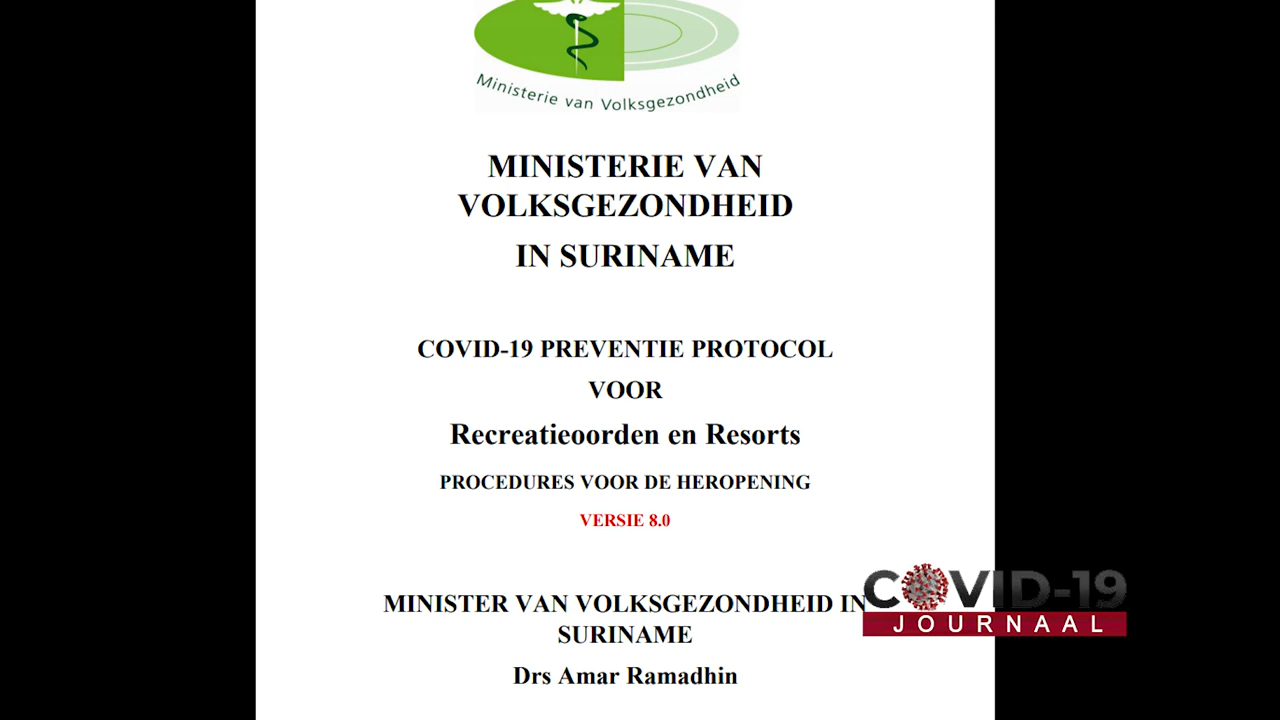 Ministerie van Volksgezondheid
MINISTERIE VAN
VOLKSGEZONDHEID
IN SURINAME
COVID-19 PREVENTIE PROTOCOL
VOOR
Recreatieoorden en Resorts
PROCEDURES VOOR DE HEROPENING
VERSIE 8.0
MINISTER VAN VOLKSGEZONDHEID IN
SURINAME
Drs Amar Ramadhin
COVID-19
JOURNAAL